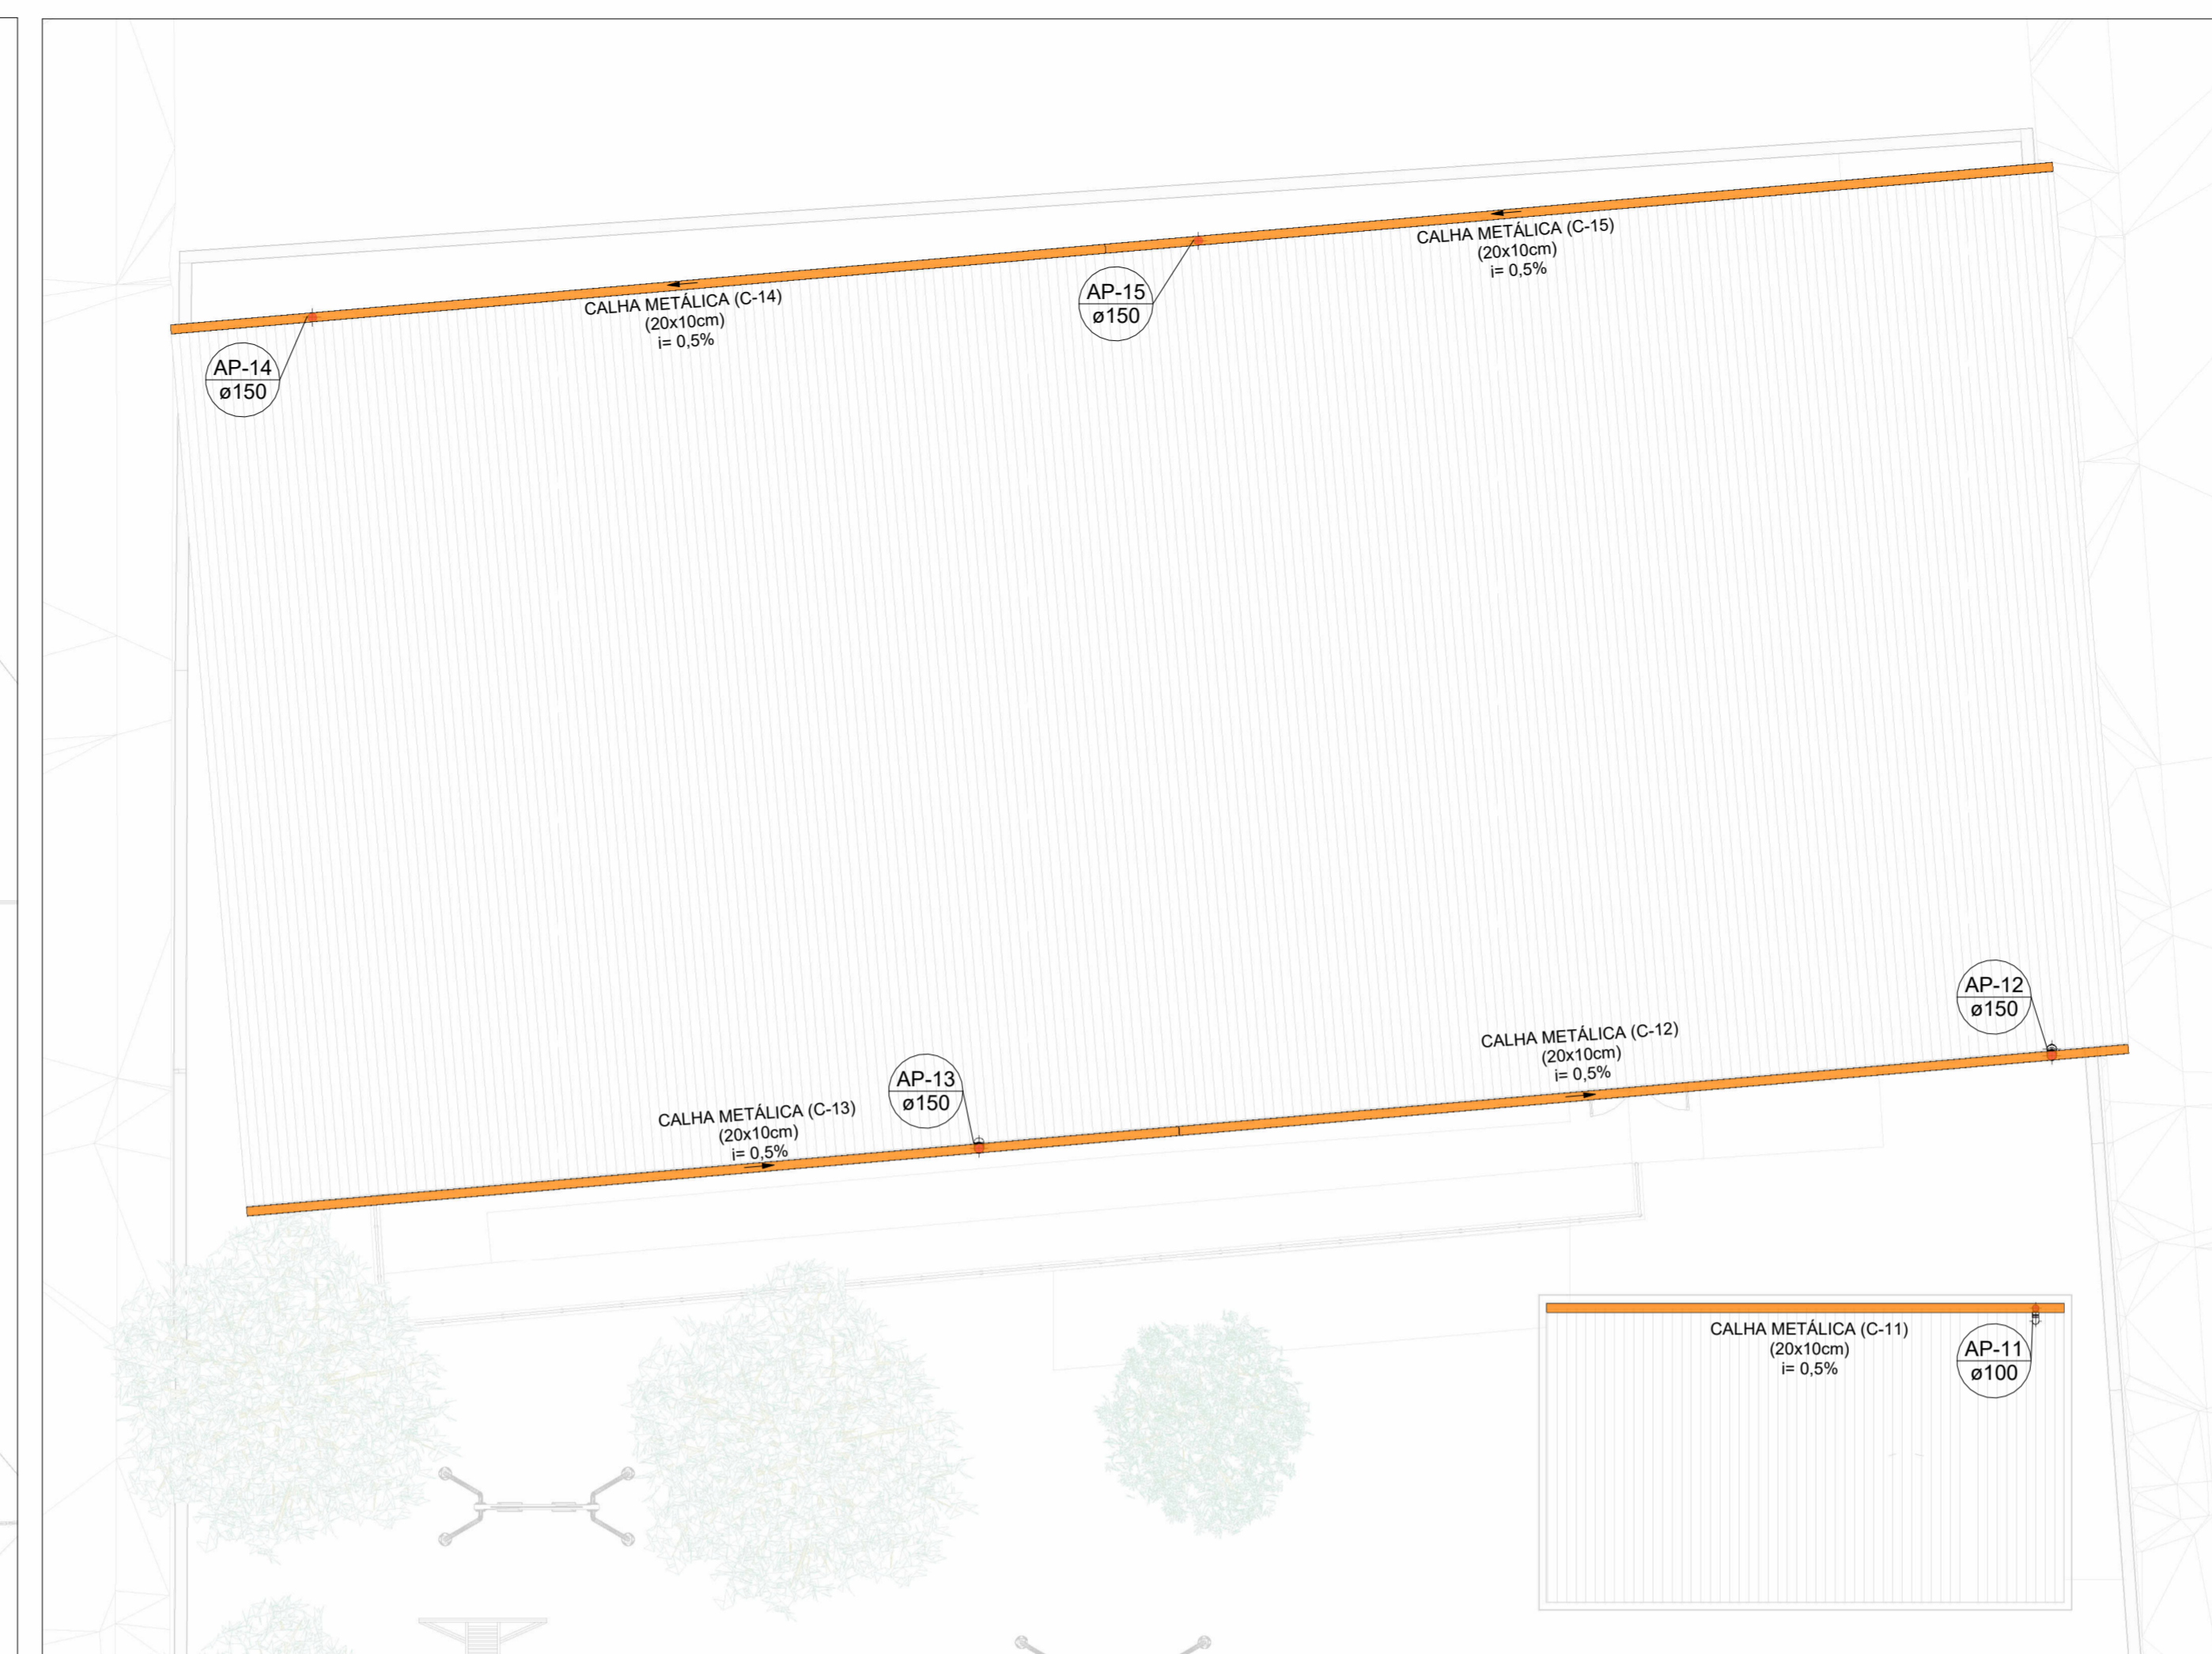 CALHA METÁLICA (C-15)
(20x10cm)
i= 0,5%
AP-15
ø150
CALHA METÁLICA (C-14)
(20x10cm)
i= 0,5%
AP-14
ø150
AP-12
ø150
CALHA METÁLICA (C-12)
(20x10cm)
i= 0,5%
AP-13
ø150
CALHA METÁLICA (C-13)
(20x10cm)
i= 0,5%
CALHA METÁLICA (C-11)
(20x10cm)
i= 0,5%
AP-11
ø100